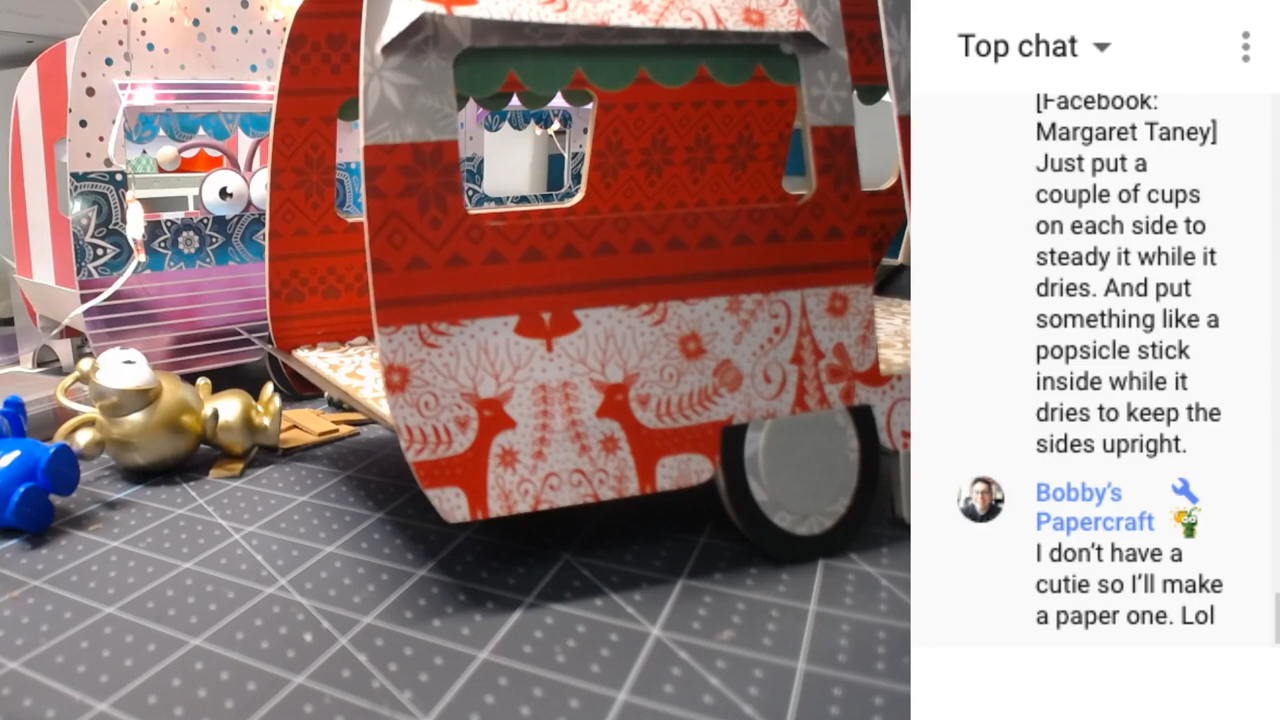 Top chat
[Facebook:
Margaret Taney]
Just put a
couple of cups
on each side to
steady it while it
dries. And put
something like a
popsicle stick
inside while it
dries to keep the
sides upright.
Bobby’s
Papercraft
I don’t have a
cutie so I’ll make
a paper one. Lol